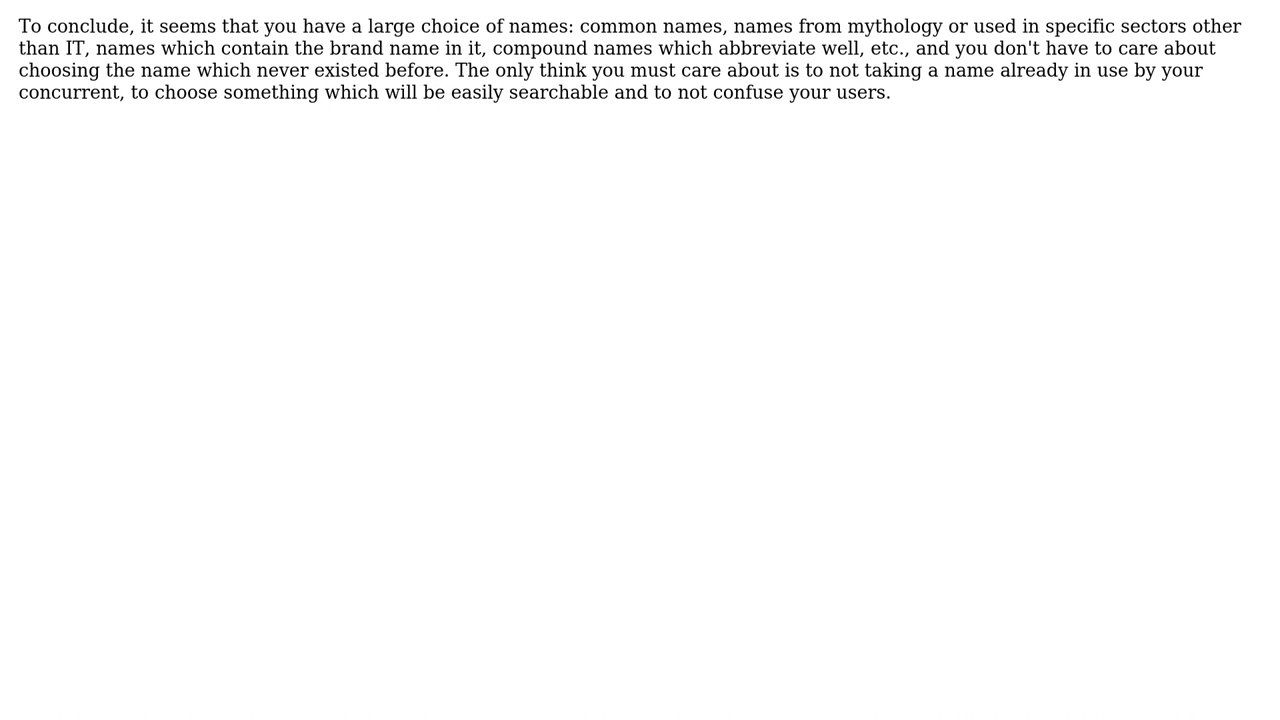 To conclude, it seems that you have a large choice of names: common names, names from mythology or used in specific sectors other
than IT, names which contain the brand name in it, compound names which abbreviate well, etc., and you don't have to care about
choosing the name which never existed before. The only think you must care about is to not taking a name already in use by your
concurrent, to choose something which will be easily searchable and to not confuse your users.